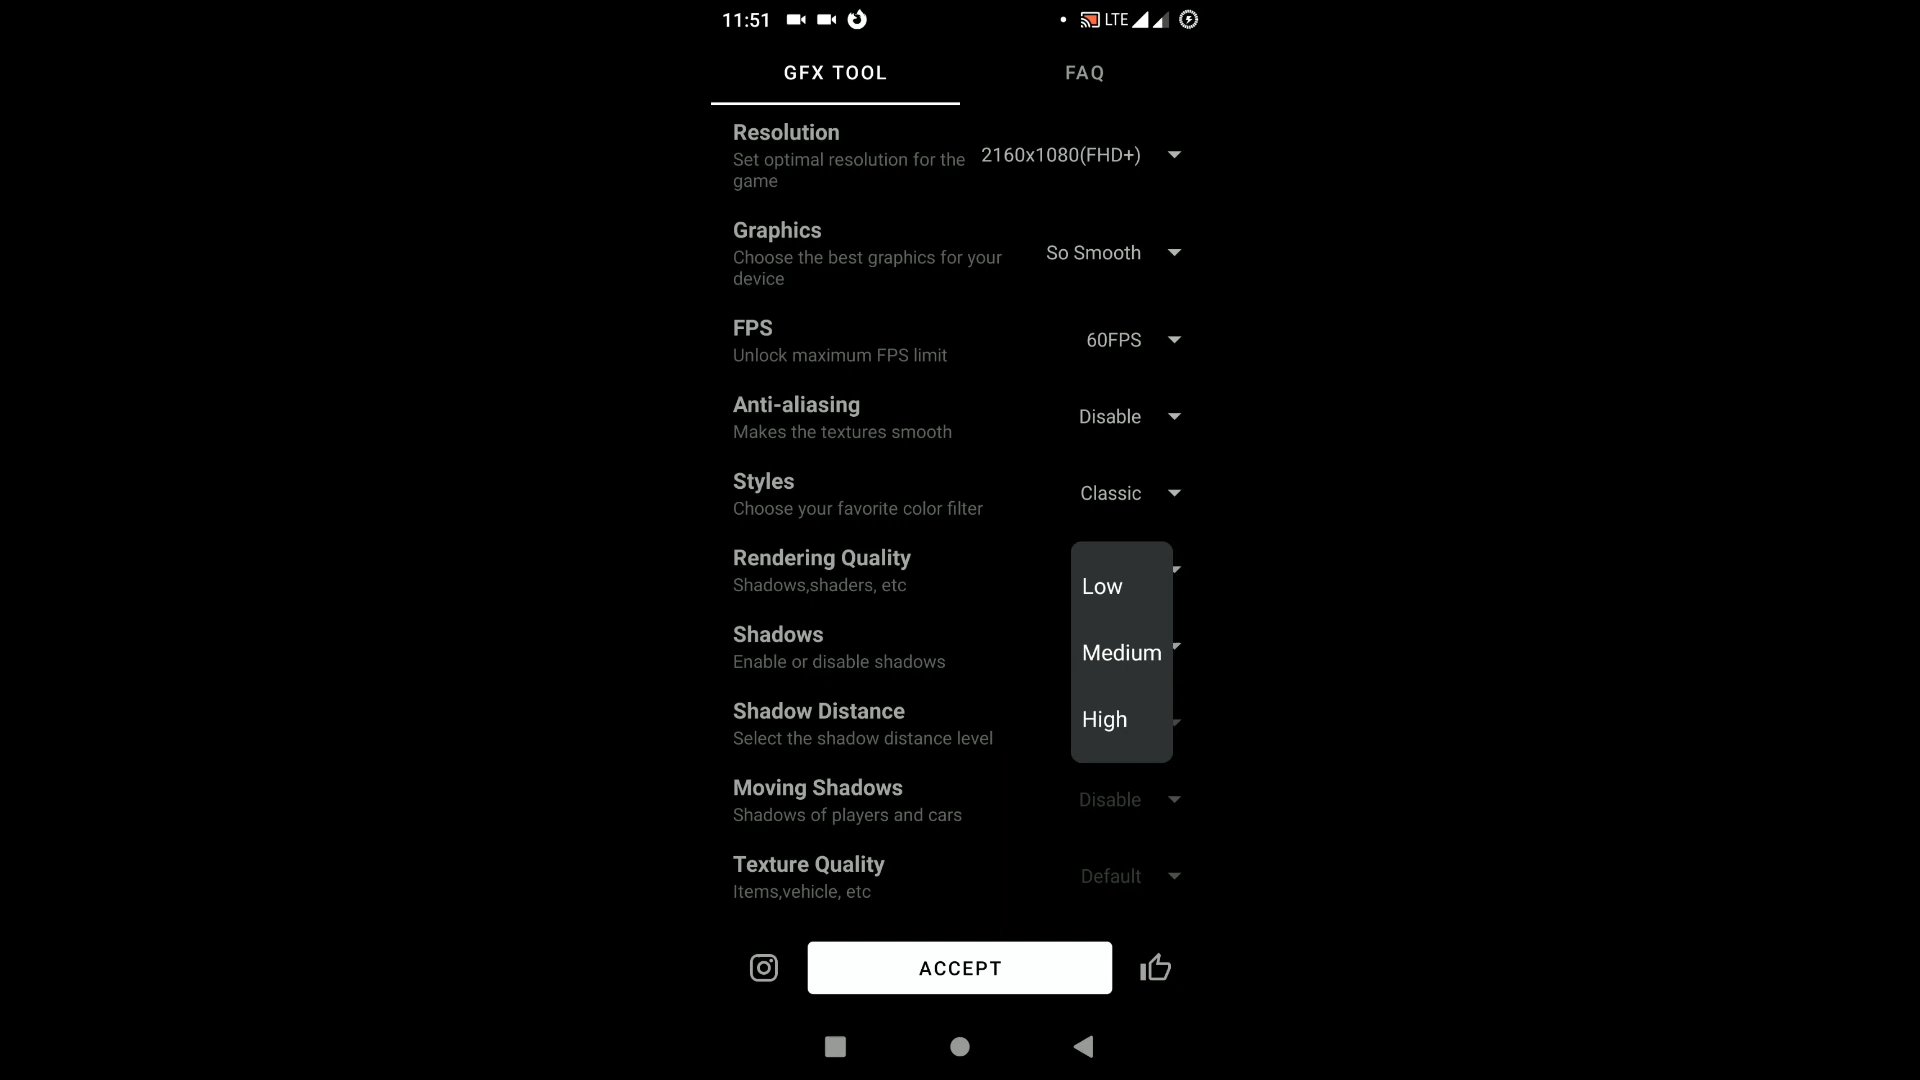 11:51 LTE
GFX TOOL FAQ
Resolution
Set optimal resolution for the
game
2160x1080(FHD+)
Graphics
Choose the best graphics for your
device
So Smooth
FPS
Unlock maximum FPS limit
60FPS
Anti-aliasing
Makes the textures smooth
Disable
Styles
Choose your favorite color filter
Classic
Rendering Quality
Shadows,shaders, etc
Low
Medium
High
Shadows
Enable or disable shadows
Shadow Distance
Select the shadow distance level
Moving Shadows
Shadows of players and cars
Disable
Texture Quality
Items,vehicle, etc
Default
ACCEPT